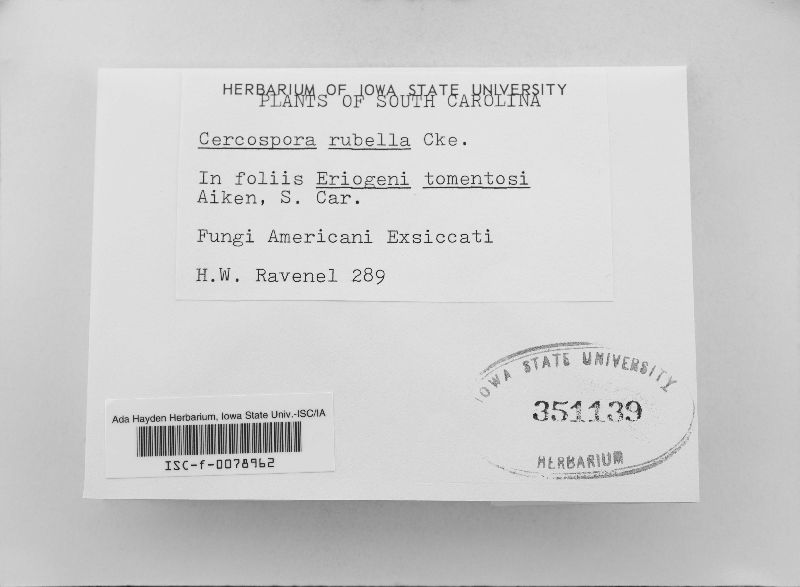 HERBARIUM OF IOWA STATE UNIVERSITY
PLANTS OF SOUTH CAROLINA
Cercospora rubella Cke.
In foliis Eriogeni tomentosi
Aiken, S. Car.
Fungi Americani Exsiccati
H.W. Ravenel 289
IOWA STATE UNIVERSITY
351139
HERBARIUM
Ada Hayden Herbarium, Iowa State Univ.-ISC/IA
ISC-f-0078962